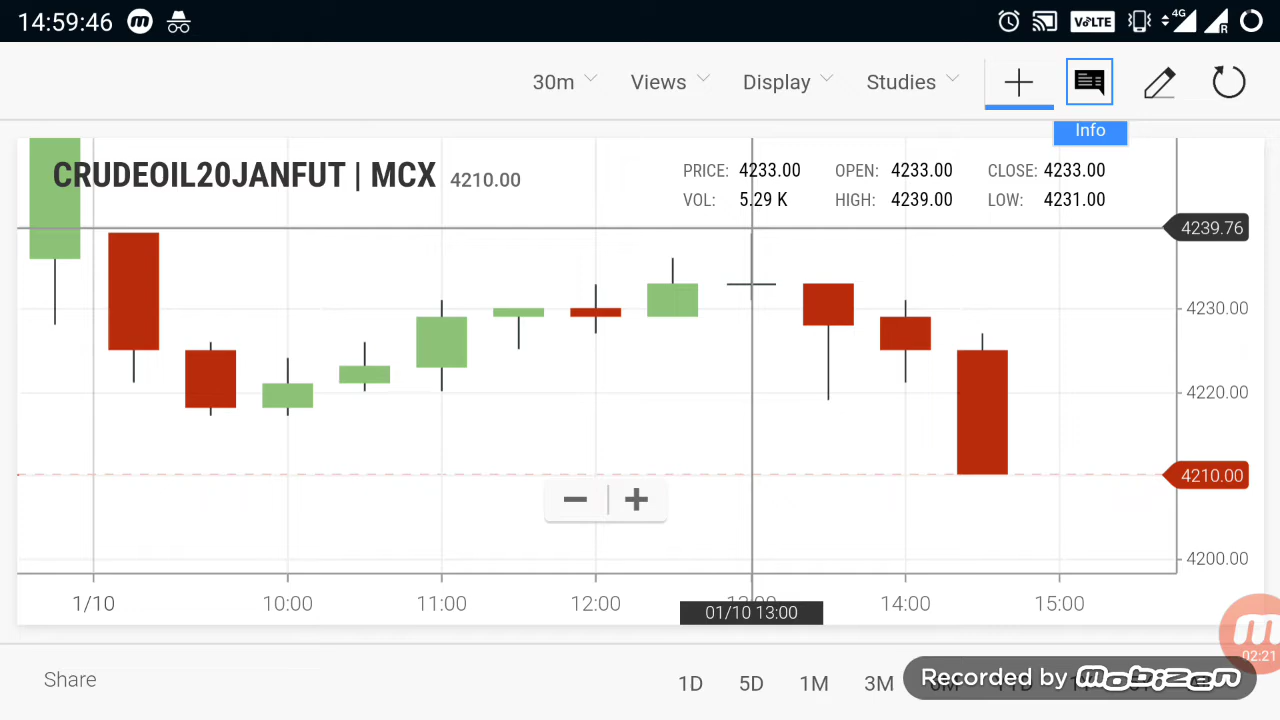 14:59:46
VoLTE 4G R
30m Views Display Studies
Info
CRUDEOIL20JANFUT | MCX 4210.00
PRICE: 4233.00 OPEN: 4233.00 CLOSE: 4233.00
VOL: 5.29 K HIGH: 4239.00 LOW: 4231.00
4239.76
4230.00
4220.00
4210.00
4200.00
1/10 10:00 11:00 12:00 14:00 15:00
01/10 13:00
02:21
Share 1D 5D 1M 3M
Recorded by mobizen